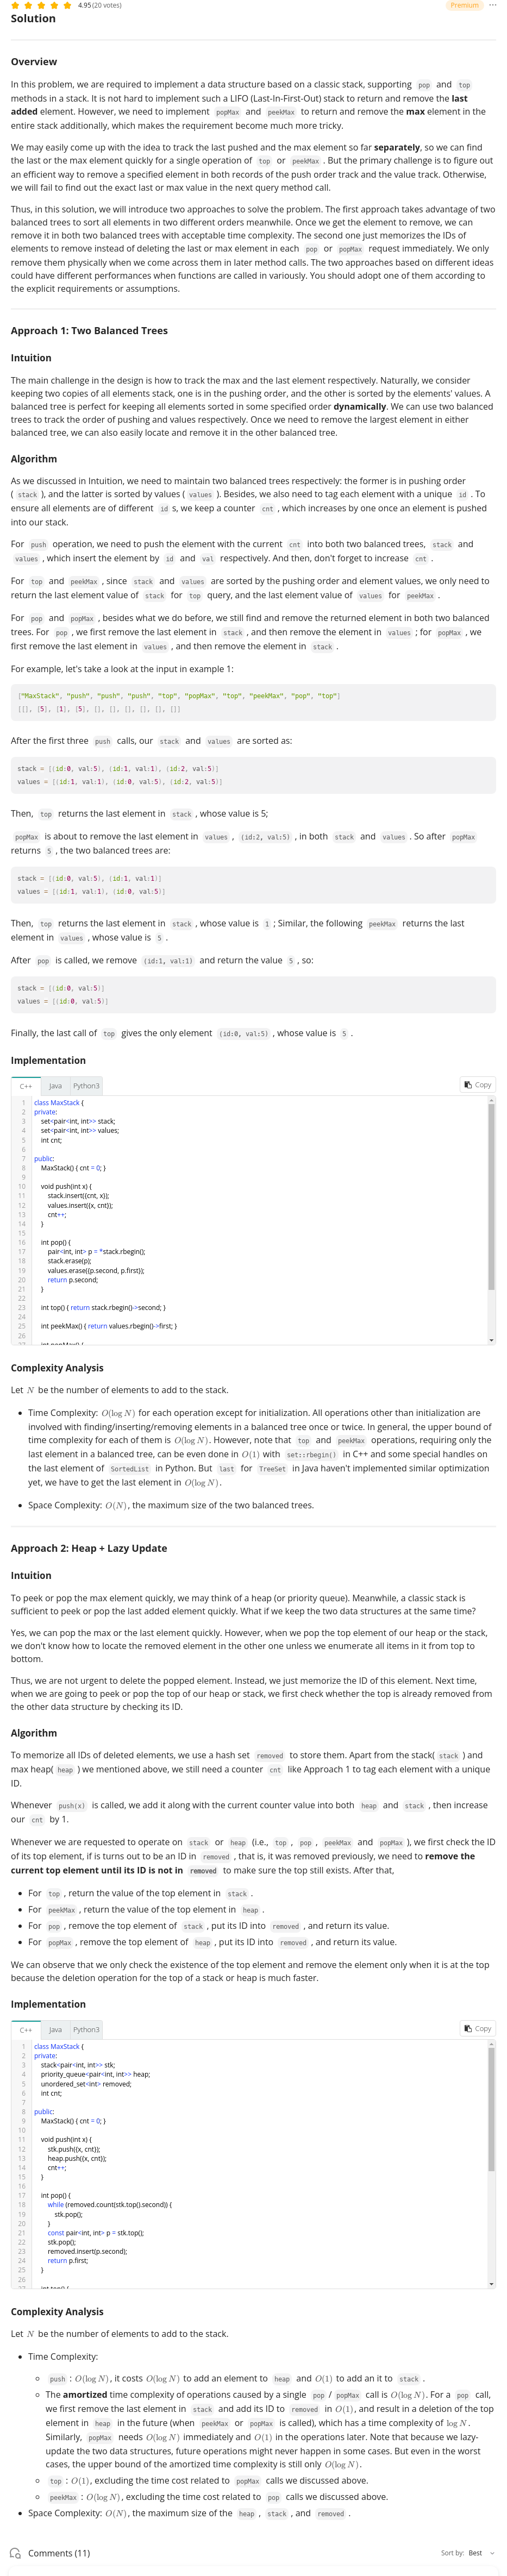 4.95 (20 votes)
Premium
Solution
Overview
In this problem, we are required to implement a data structure based on a classic stack, supporting pop and top
methods in a stack. It is not hard to implement such a LIFO (Last-In-First-Out) stack to return and remove the last
added element. However, we need to implement popMax and peekMax to return and remove the max element in the
entire stack additionally, which makes the requirement become much more tricky.
We may easily come up with the idea to track the last pushed and the max element so far separately, so we can find
the last or the max element quickly for a single operation of top or peekMax . But the primary challenge is to figure out
an efficient way to remove a specified element in both records of the push order track and the value track. Otherwise,
we will fail to find out the exact last or max value in the next query method call.
Thus, in this solution, we will introduce two approaches to solve the problem. The first approach takes advantage of two
balanced trees to sort all elements in two different orders meanwhile. Once we get the element to remove, we can
remove it in both two balanced trees with acceptable time complexity. The second one just memorizes the IDs of
elements to remove instead of deleting the last or max element in each pop or popMax request immediately. We only
remove them physically when we come across them in later method calls. The two approaches based on different ideas
could have different performances when functions are called in variously. You should adopt one of them according to
the explicit requirements or assumptions.
Approach 1: Two Balanced Trees
Intuition
The main challenge in the design is how to track the max and the last element respectively. Naturally, we consider
keeping two copies of all elements stack, one is in the pushing order, and the other is sorted by the elements' values. A
balanced tree is perfect for keeping all elements sorted in some specified order dynamically. We can use two balanced
trees to track the order of pushing and values respectively. Once we need to remove the largest element in either
balanced tree, we can also easily locate and remove it in the other balanced tree.
Algorithm
As we discussed in Intuition, we need to maintain two balanced trees respectively: the former is in pushing order
( stack ), and the latter is sorted by values ( values ). Besides, we also need to tag each element with a unique id . To
ensure all elements are of different id s, we keep a counter cnt , which increases by one once an element is pushed
into our stack.
For push operation, we need to push the element with the current cnt into both two balanced trees, stack and
values , which insert the element by id and val respectively. And then, don't forget to increase cnt .
For top and peekMax , since stack and values are sorted by the pushing order and element values, we only need to
return the last element value of stack for top query, and the last element value of values for peekMax .
For pop and popMax , besides what we do before, we still find and remove the returned element in both two balanced
trees. For pop , we first remove the last element in stack , and then remove the element in values ; for popMax , we
first remove the last element in values , and then remove the element in stack .
For example, let's take a look at the input in example 1:
["MaxStack", "push", "push", "push", "top", "popMax", "top", "peekMax", "pop", "top"]
[[], [5], [1], [5], [], [], [], [], [], []]
After the first three push calls, our stack and values are sorted as:
stack = [(id:0, val:5), (id:1, val:1), (id:2, val:5)]
values = [(id:1, val:1), (id:0, val:5), (id:2, val:5)]
Then, top returns the last element in stack , whose value is 5;
popMax is about to remove the last element in values , (id:2, val:5) , in both stack and values . So after popMax
returns 5 , the two balanced trees are:
stack = [(id:0, val:5), (id:1, val:1)]
values = [(id:1, val:1), (id:0, val:5)]
Then, top returns the last element in stack , whose value is 1 ; Similar, the following peekMax returns the last
element in values , whose value is 5 .
After pop is called, we remove (id:1, val:1) and return the value 5 , so:
stack = [(id:0, val:5)]
values = [(id:0, val:5)]
Finally, the last call of top gives the only element (id:0, val:5) , whose value is 5 .
Implementation
C++ Java Python3 Copy
1 class MaxStack {
2 private:
3 set<pair<int, int>> stack;
4 set<pair<int, int>> values;
5 int cnt;
6
7 public:
8 MaxStack() { cnt = 0; }
9
10 void push(int x) {
11 stack.insert({cnt, x});
12 values.insert({x, cnt});
13 cnt++;
14 }
15
16 int pop() {
17 pair<int, int> p = *stack.rbegin();
18 stack.erase(p);
19 values.erase({p.second, p.first});
20 return p.second;
21 }
22
23 int top() { return stack.rbegin()->second; }
24
25 int peekMax() { return values.rbegin()->first; }
26
Complexity Analysis
Let N be the number of elements to add to the stack.
• Time Complexity: O(log N) for each operation except for initialization. All operations other than initialization are
involved with finding/inserting/removing elements in a balanced tree once or twice. In general, the upper bound of
time complexity for each of them is O(log N). However, note that top and peekMax operations, requiring only the
last element in a balanced tree, can be even done in O(1) with set::rbegin() in C++ and some special handles on
the last element of SortedList in Python. But last for TreeSet in Java haven't implemented similar optimization
yet, we have to get the last element in O(log N).
• Space Complexity: O(N), the maximum size of the two balanced trees.
Approach 2: Heap + Lazy Update
Intuition
To peek or pop the max element quickly, we may think of a heap (or priority queue). Meanwhile, a classic stack is
sufficient to peek or pop the last added element quickly. What if we keep the two data structures at the same time?
Yes, we can pop the max or the last element quickly. However, when we pop the top element of our heap or the stack,
we don't know how to locate the removed element in the other one unless we enumerate all items in it from top to
bottom.
Thus, we are not urgent to delete the popped element. Instead, we just memorize the ID of this element. Next time,
when we are going to peek or pop the top of our heap or stack, we first check whether the top is already removed from
the other data structure by checking its ID.
Algorithm
To memorize all IDs of deleted elements, we use a hash set removed to store them. Apart from the stack( stack ) and
max heap( heap ) we mentioned above, we still need a counter cnt like Approach 1 to tag each element with a unique
ID.
Whenever push(x) is called, we add it along with the current counter value into both heap and stack , then increase
our cnt by 1.
Whenever we are requested to operate on stack or heap (i.e., top , pop , peekMax and popMax ), we first check the ID
of its top element, if is turns out to be an ID in removed , that is, it was removed previously, we need to remove the
current top element until its ID is not in removed to make sure the top still exists. After that,
• For top , return the value of the top element in stack .
• For peekMax , return the value of the top element in heap .
• For pop , remove the top element of stack , put its ID into removed , and return its value.
• For popMax , remove the top element of heap , put its ID into removed , and return its value.
We can observe that we only check the existence of the top element and remove the element only when it is at the top
because the deletion operation for the top of a stack or heap is much faster.
Implementation
C++ Java Python3 Copy
1 class MaxStack {
2 private:
3 stack<pair<int, int>> stk;
4 priority_queue<pair<int, int>> heap;
5 unordered_set<int> removed;
6 int cnt;
7
8 public:
9 MaxStack() { cnt = 0; }
10
11 void push(int x) {
12 stk.push({x, cnt});
13 heap.push({x, cnt});
14 cnt++;
15 }
16
17 int pop() {
18 while (removed.count(stk.top().second)) {
19 stk.pop();
20 }
21 const pair<int, int> p = stk.top();
22 stk.pop();
23 removed.insert(p.second);
24 return p.first;
25 }
26
Complexity Analysis
Let N be the number of elements to add to the stack.
• Time Complexity:
◦ push : O(log N), it costs O(log N) to add an element to heap and O(1) to add an it to stack .
◦ The amortized time complexity of operations caused by a single pop / popMax call is O(log N). For a pop call,
we first remove the last element in stack and add its ID to removed in O(1), and result in a deletion of the top
element in heap in the future (when peekMax or popMax is called), which has a time complexity of log N.
Similarly, popMax needs O(log N) immediately and O(1) in the operations later. Note that because we lazy-
update the two data structures, future operations might never happen in some cases. But even in the worst
cases, the upper bound of the amortized time complexity is still only O(log N).
◦ top : O(1), excluding the time cost related to popMax calls we discussed above.
◦ peekMax : O(log N), excluding the time cost related to pop calls we discussed above.
• Space Complexity: O(N), the maximum size of the heap , stack , and removed .
Comments (11)
Sort by: Best